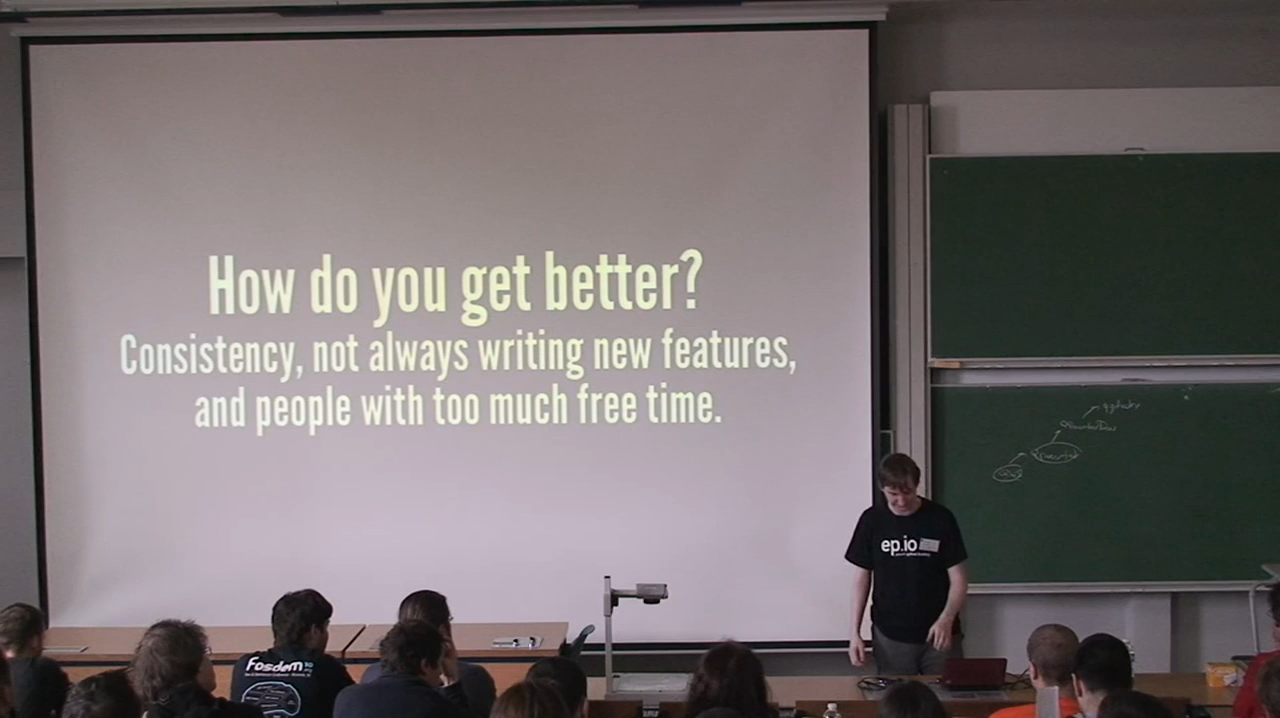 How do you get better?
Consistency, not always writing new features,
and people with too much free time.
ep.io
Fosdem